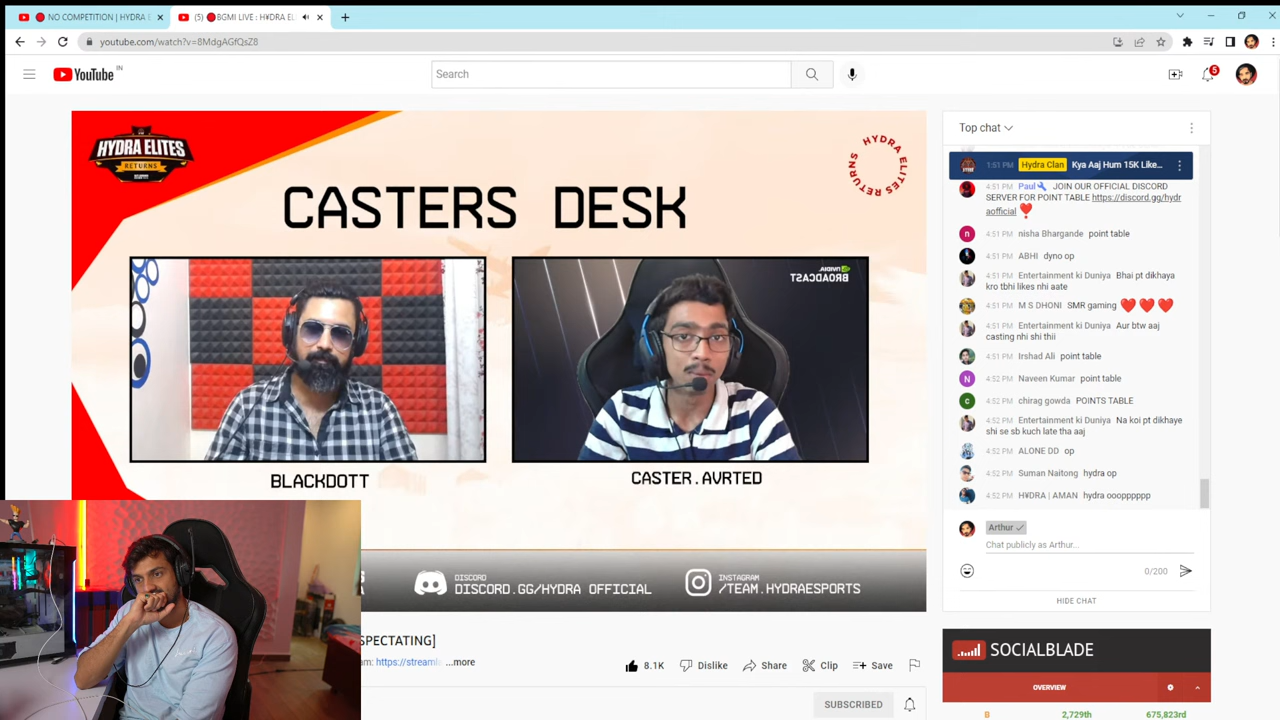 NO COMPETITION | HYDRA E
(5) 🔴BGMI LIVE : H¥DRA EL
youtube.com/watch?v=8MdgAGfQsZ8
YouTube IN
Search
5
HYDRA ELITES
RETURNS
HYDRA ELITES RETURNS
CASTERS DESK
NVIDIA
BROADCAST
BLACKDOTT
CASTER.AVRTED
DISCORD
DISCORD.GG/HYDRA OFFICIAL
INSTAGRAM
/TEAM.HYDRAESPORTS
SPECTATING]
am: https://streaml
...more
8.1K
Dislike
Share
Clip
Save
SUBSCRIBED
Top chat
1:51 PM Hydra Clan Kya Aaj Hum 15K Like...
4:51 PM Paul🔧 JOIN OUR OFFICIAL DISCORD
SERVER FOR POINT TABLE https://discord.gg/hydr
aofficial ❣️
4:51 PM nisha Bhargande point table
4:51 PM ABHI dyno op
4:51 PM Entertainment ki Duniya Bhai pt dikhaya
kro tbhi likes nhi aate
4:51 PM M S DHONI SMR gaming ❤️❤️❤️
4:51 PM Entertainment ki Duniya Aur btw aaj
casting nhi shi thii
4:51 PM Irshad Ali point table
4:52 PM Naveen Kumar point table
4:52 PM chirag gowda POINTS TABLE
4:52 PM Entertainment ki Duniya Na koi pt dikhaye
shi se sb kuch late tha aaj
4:52 PM ALONE DD op
4:52 PM Suman Naitong hydra op
4:52 PM H¥DRA | AMAN hydra ooopppppp
Arthur
Chat publicly as Arthur...
0/200
HIDE CHAT
SOCIALBLADE
OVERVIEW
B
2,729th
675,823rd